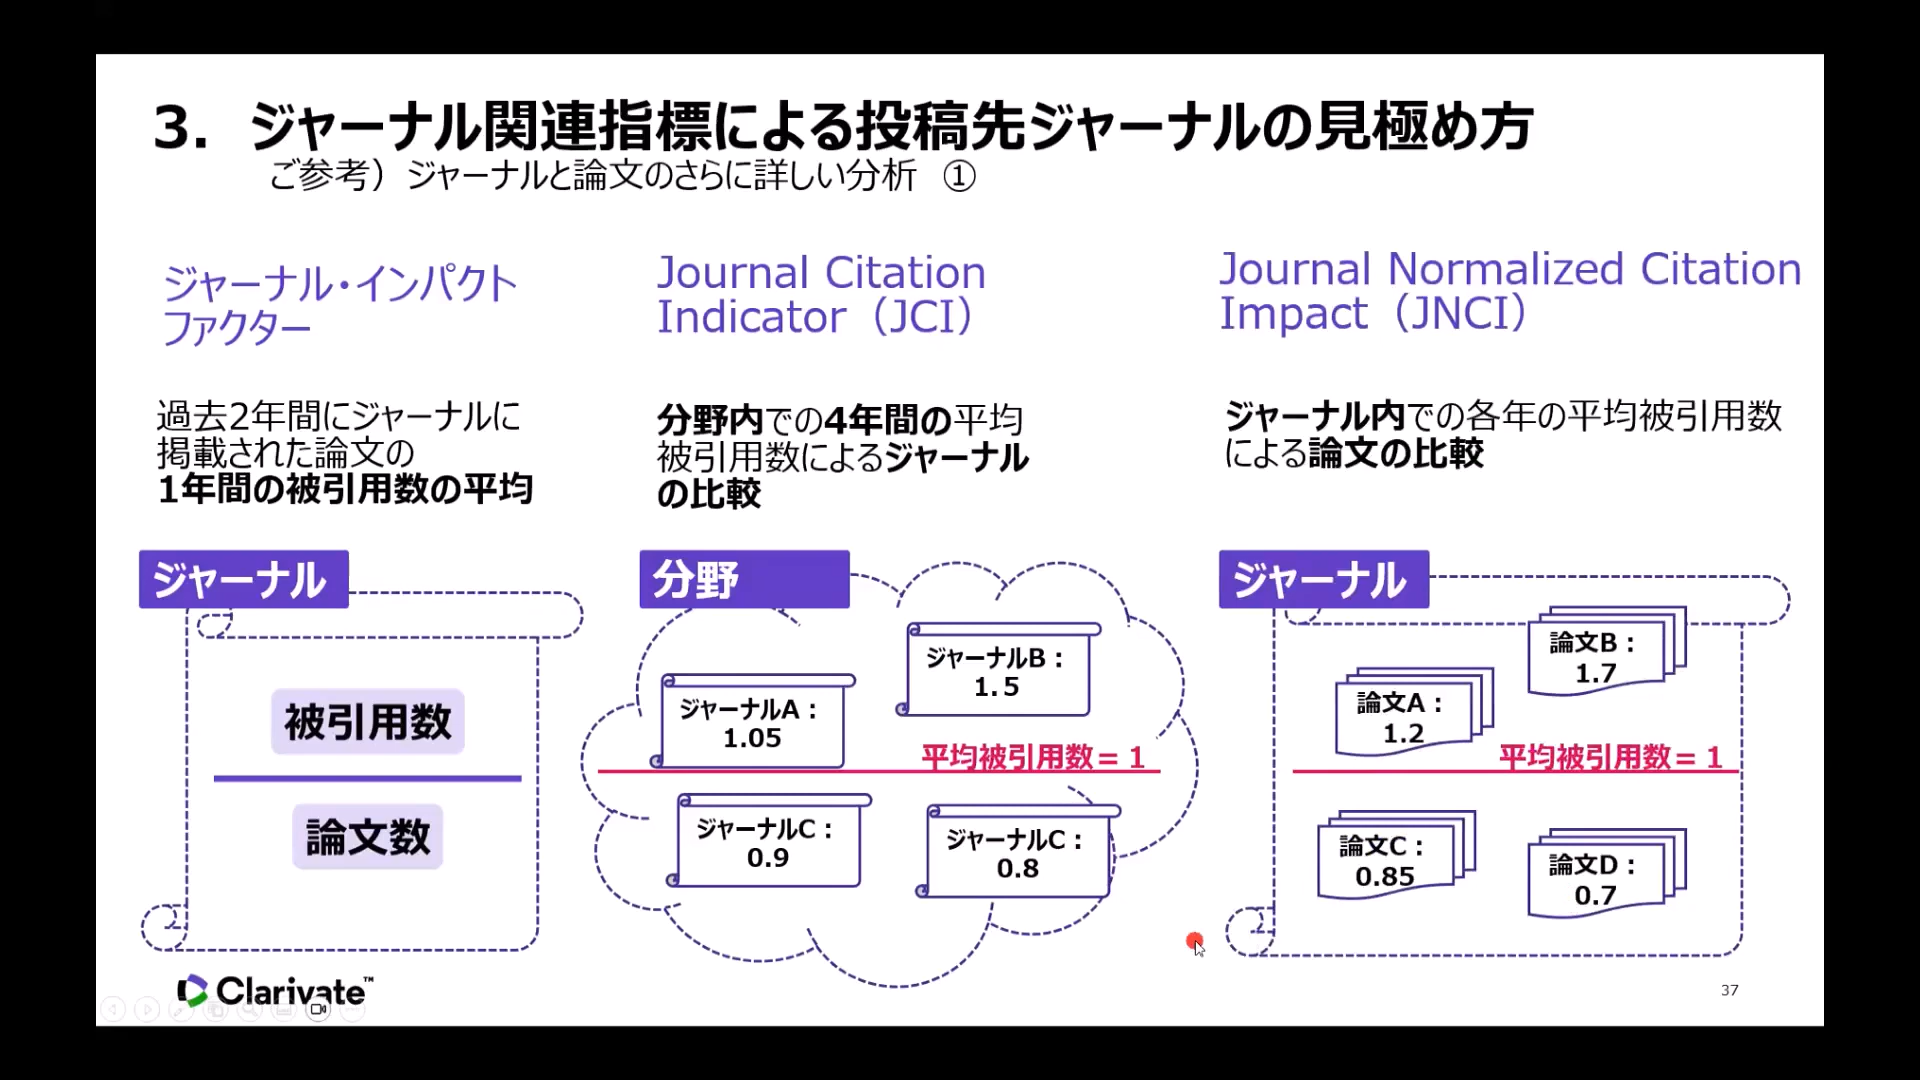 3. ジャーナル関連指標による投稿先ジャーナルの見極め方
ご参考）ジャーナルと論文のさらに詳しい分析 ①
ジャーナル・インパクト
ファクター
過去2年間にジャーナルに
掲載された論文の
1年間の被引用数の平均
ジャーナル
被引用数
論文数
Journal Citation
Indicator（JCI）
分野内での4年間の平均
被引用数によるジャーナル
の比較
分野
ジャーナルB：
1.5
ジャーナルA：
1.05
平均被引用数＝ 1
ジャーナルC：
0.9
ジャーナルC：
0.8
Journal Normalized Citation
Impact（JNCI）
ジャーナル内での各年の平均被引用数
による論文の比較
ジャーナル
論文B：
1.7
論文A：
1.2
平均被引用数＝ 1
論文C：
0.85
論文D：
0.7
Clarivate™
37